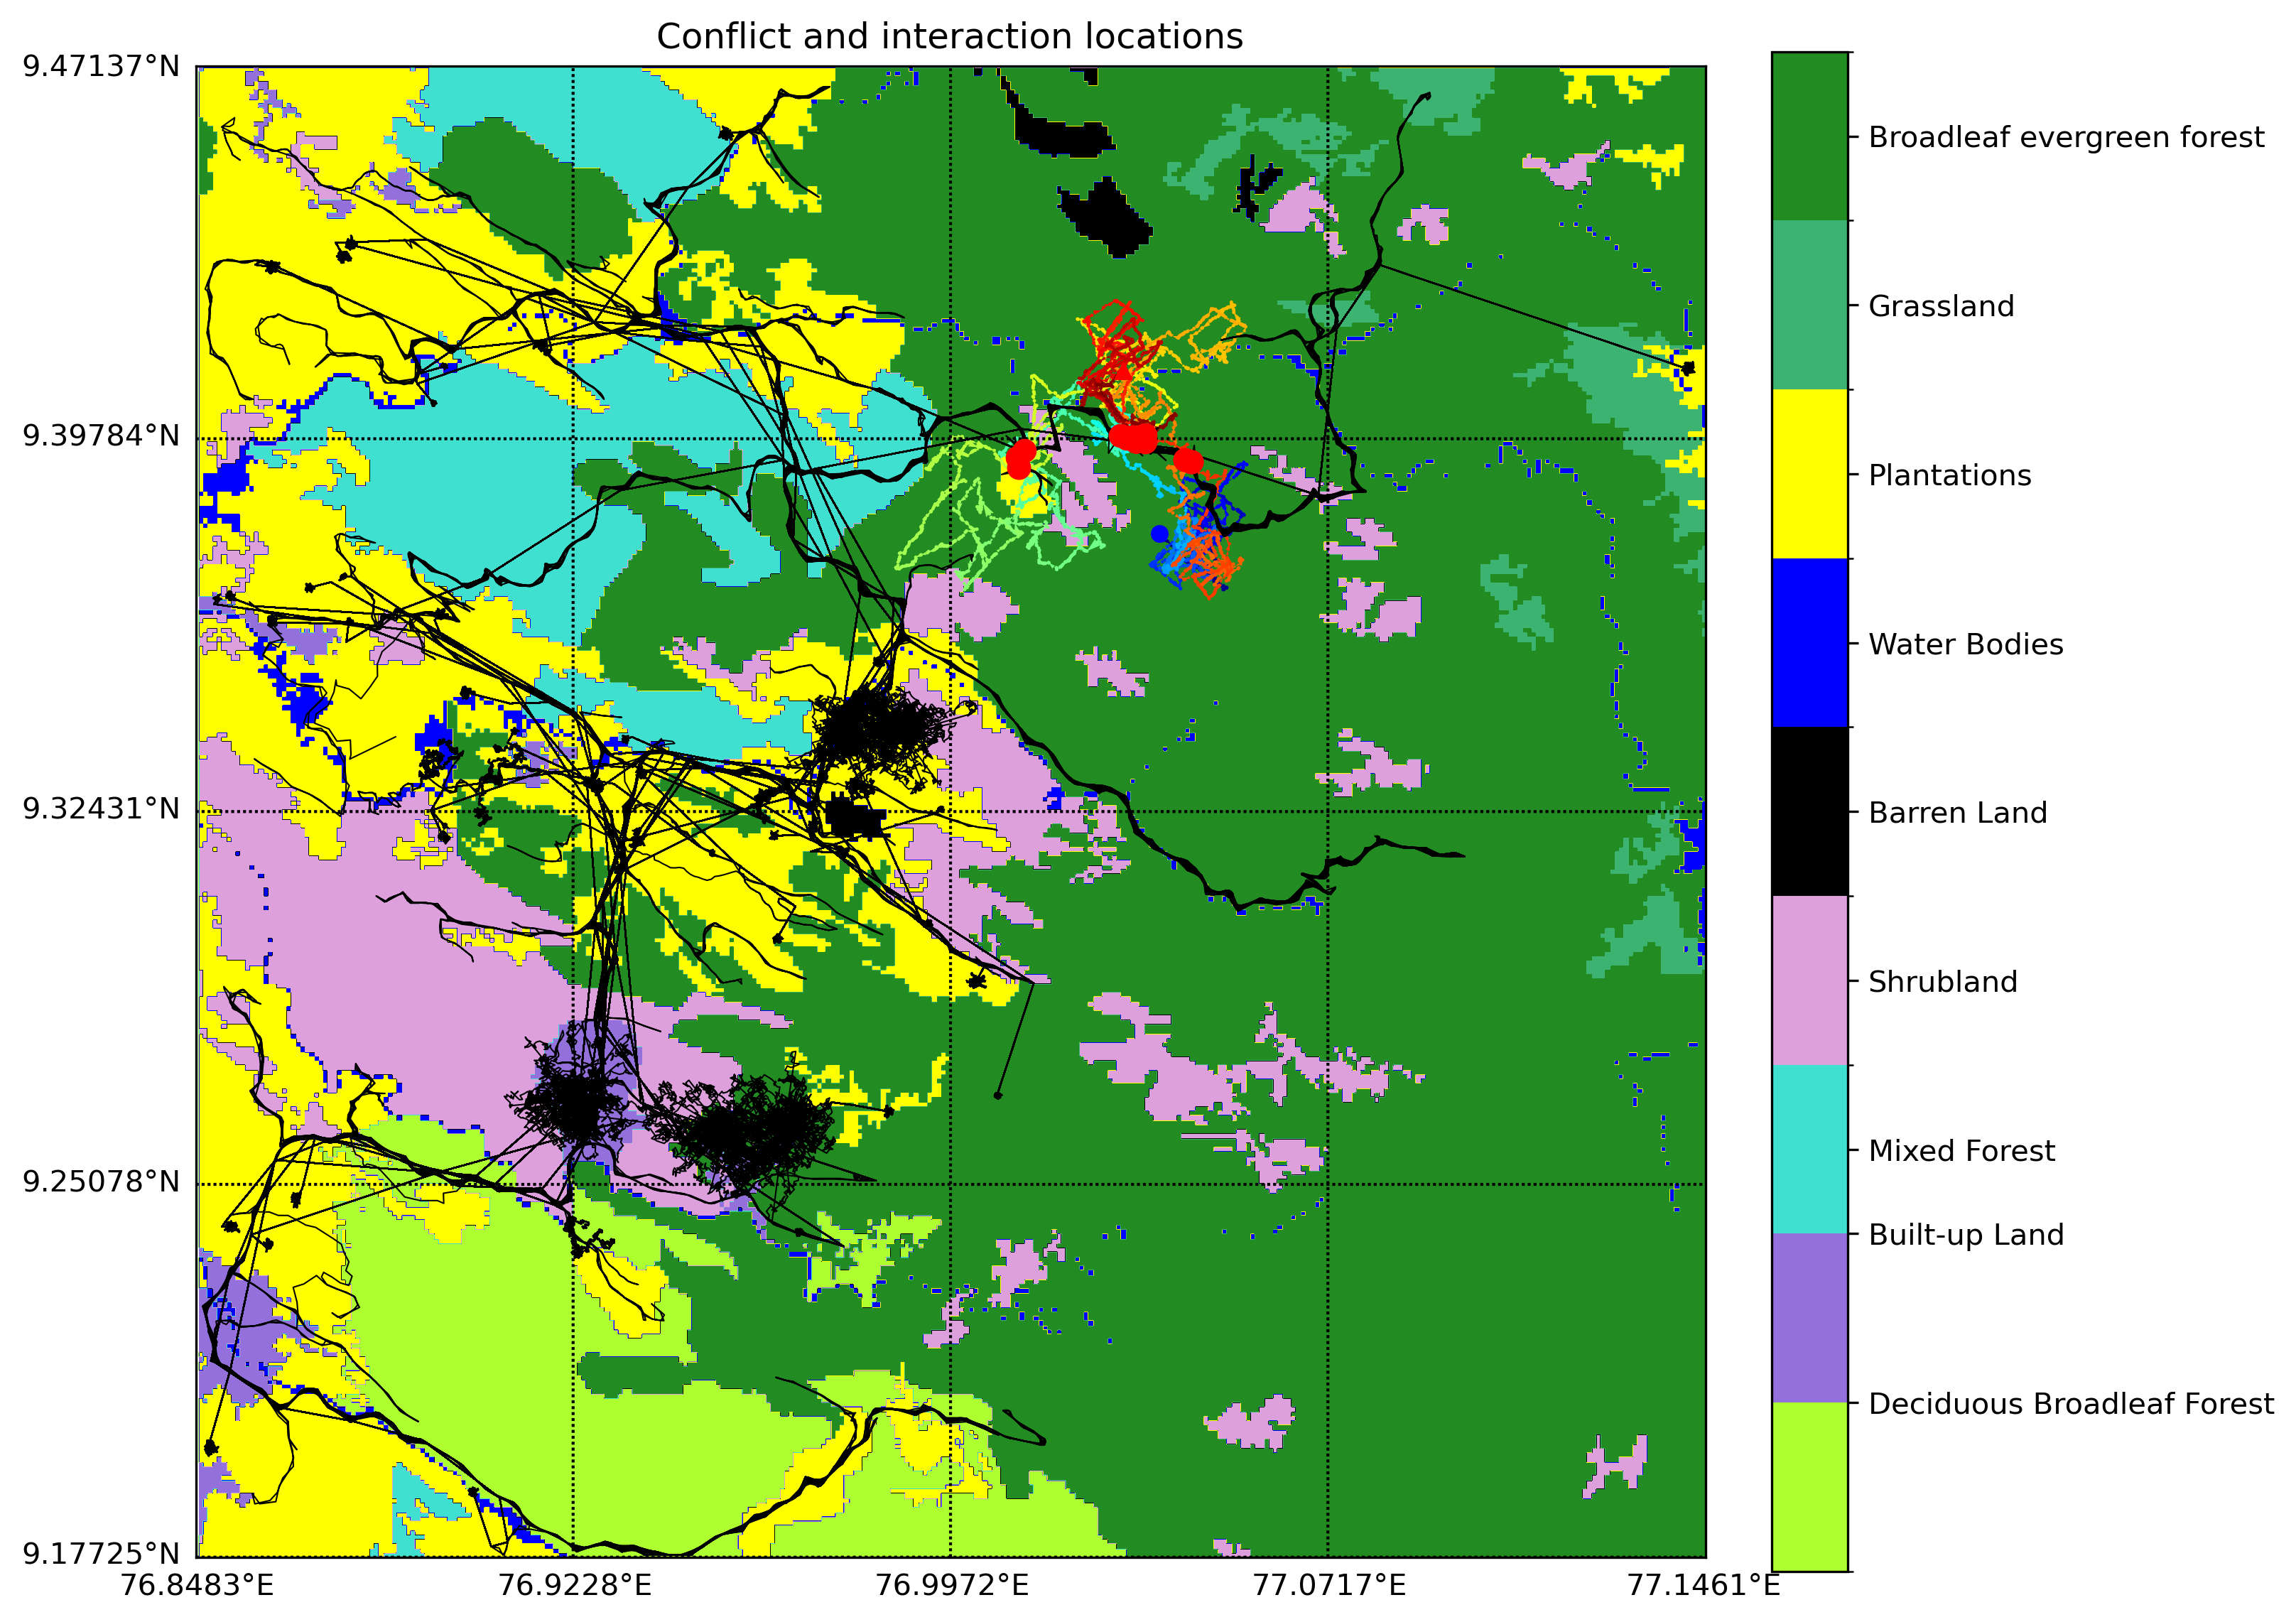 Conflict and interaction locations
9.47137°N
9.39784°N
9.32431°N
9.25078°N
9.17725°N
76.8483°E
76.9228°E
76.9972°E
77.0717°E
77.1461°E
Broadleaf evergreen forest
Grassland
Plantations
Water Bodies
Barren Land
Shrubland
Mixed Forest
Built-up Land
Deciduous Broadleaf Forest